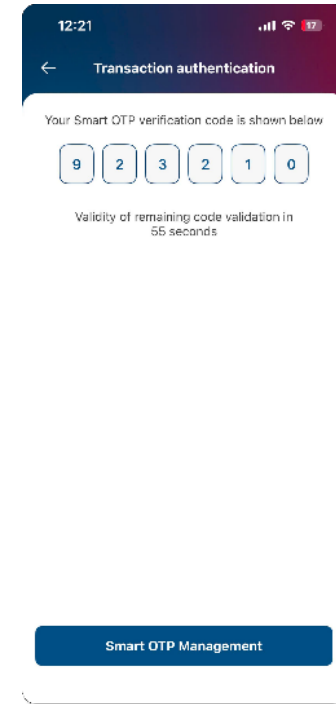 12:21
17
Transaction authentication
Your Smart OTP verification code is shown below
9 2 3 2 1 0
Validity of remaining code validation in
55 seconds
Smart OTP Management